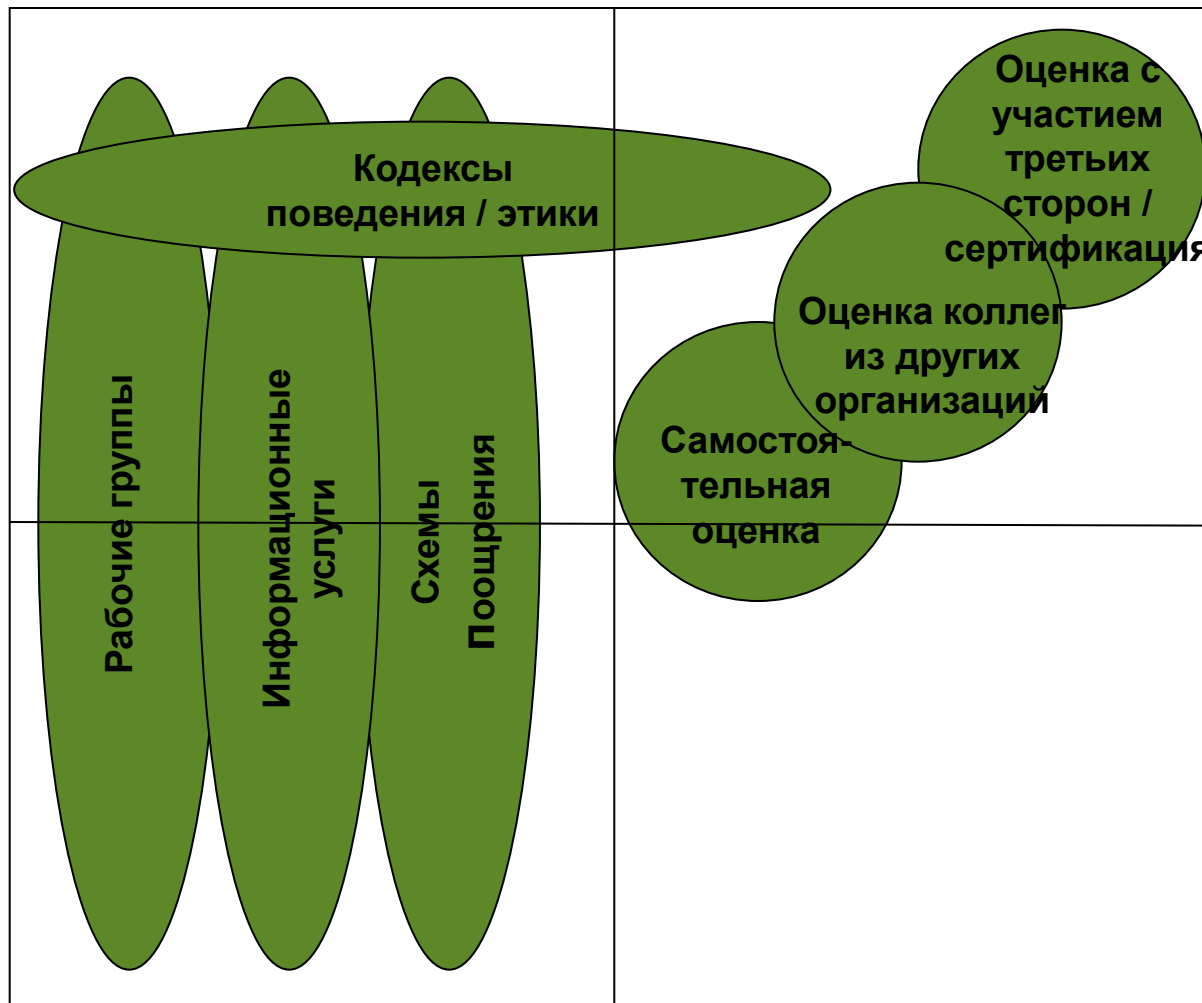 Оценка с
участием
третьих
сторон /
сертификация
Кодексы
поведения / этики
Оценка коллег
из других
организаций
Самостоя-
тельная
оценка
Рабочие группы
Информационные
услуги
Схемы
Поощрения